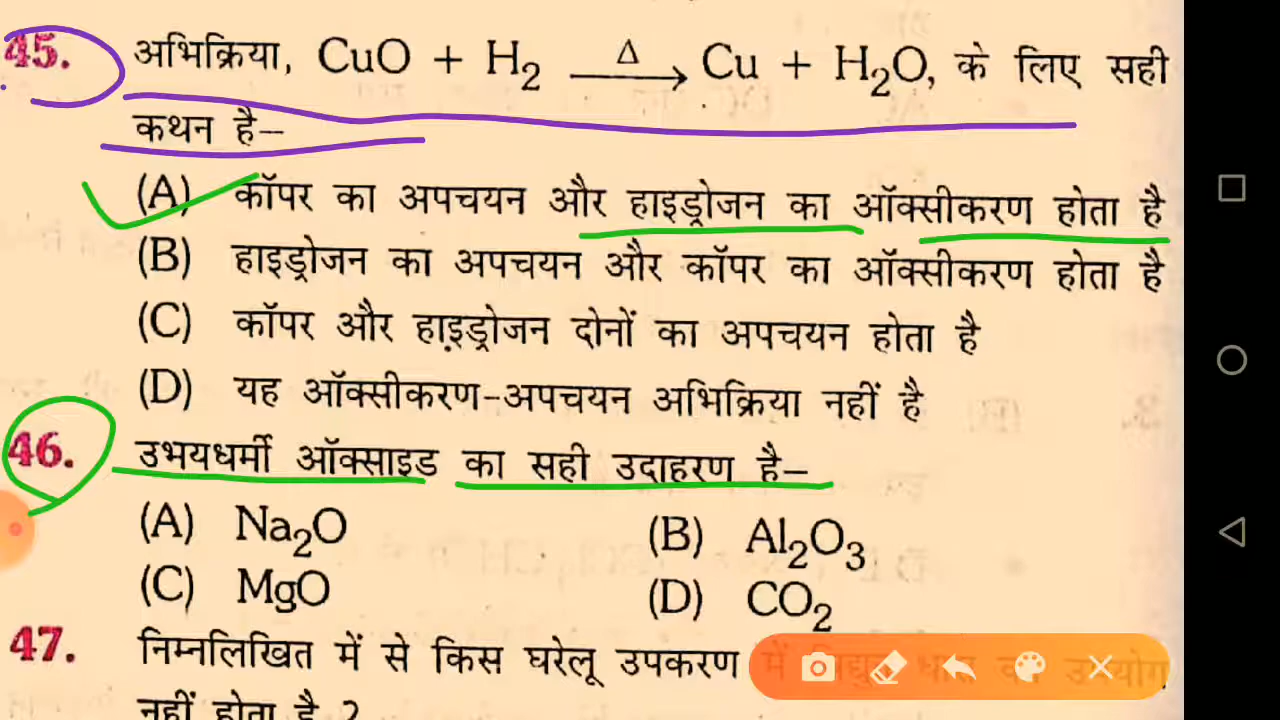 45. अभिक्रिया, CuO + H₂ —Δ→ Cu + H₂O, के लिए सही
कथन है–
(A) कॉपर का अपचयन और हाइड्रोजन का ऑक्सीकरण होता है
(B) हाइड्रोजन का अपचयन और कॉपर का ऑक्सीकरण होता है
(C) कॉपर और हाइड्रोजन दोनों का अपचयन होता है
(D) यह ऑक्सीकरण-अपचयन अभिक्रिया नहीं है
46. उभयधर्मी ऑक्साइड का सही उदाहरण है–
(A) Na₂O (B) Al₂O₃
(C) MgO (D) CO₂
47. निम्नलिखित में से किस घरेलू उपकरण में विद्युत धारा का उपयोग
नहीं होता है ?